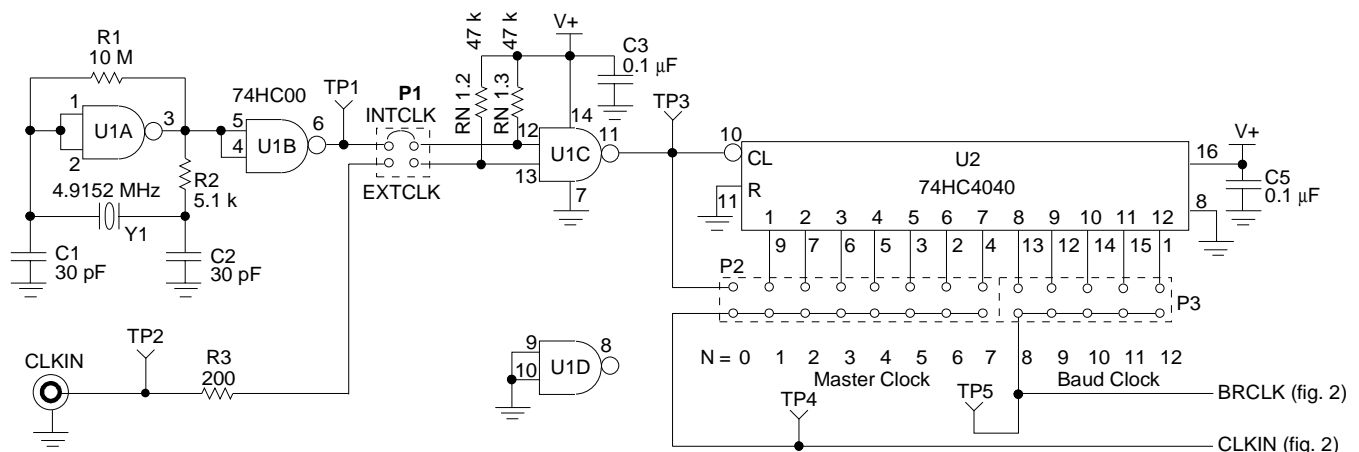 R1
10 M
1
2
U1A
3
74HC00
5
4
U1B
6
R2
5.1 k
4.9152 MHz
Y1
C1
30 pF
C2
30 pF
TP1
P1
INTCLK
EXTCLK
47 k
47 k
RN 1.2
RN 1.3
V+
C3
0.1 µF
14
12
13
U1C
11
7
TP3
10
CL
R
11
U2
74HC4040
16
8
V+
C5
0.1 µF
1 2 3 4 5 6 7 8 9 10 11 12
9 7 6 5 3 2 4 13 12 14 15 1
P2
P3
N = 0 1 2 3 4 5 6 7 8 9 10 11 12
Master Clock
Baud Clock
CLKIN
TP2
R3
200
9
10
U1D
8
TP4
TP5
BRCLK (fig. 2)
CLKIN (fig. 2)